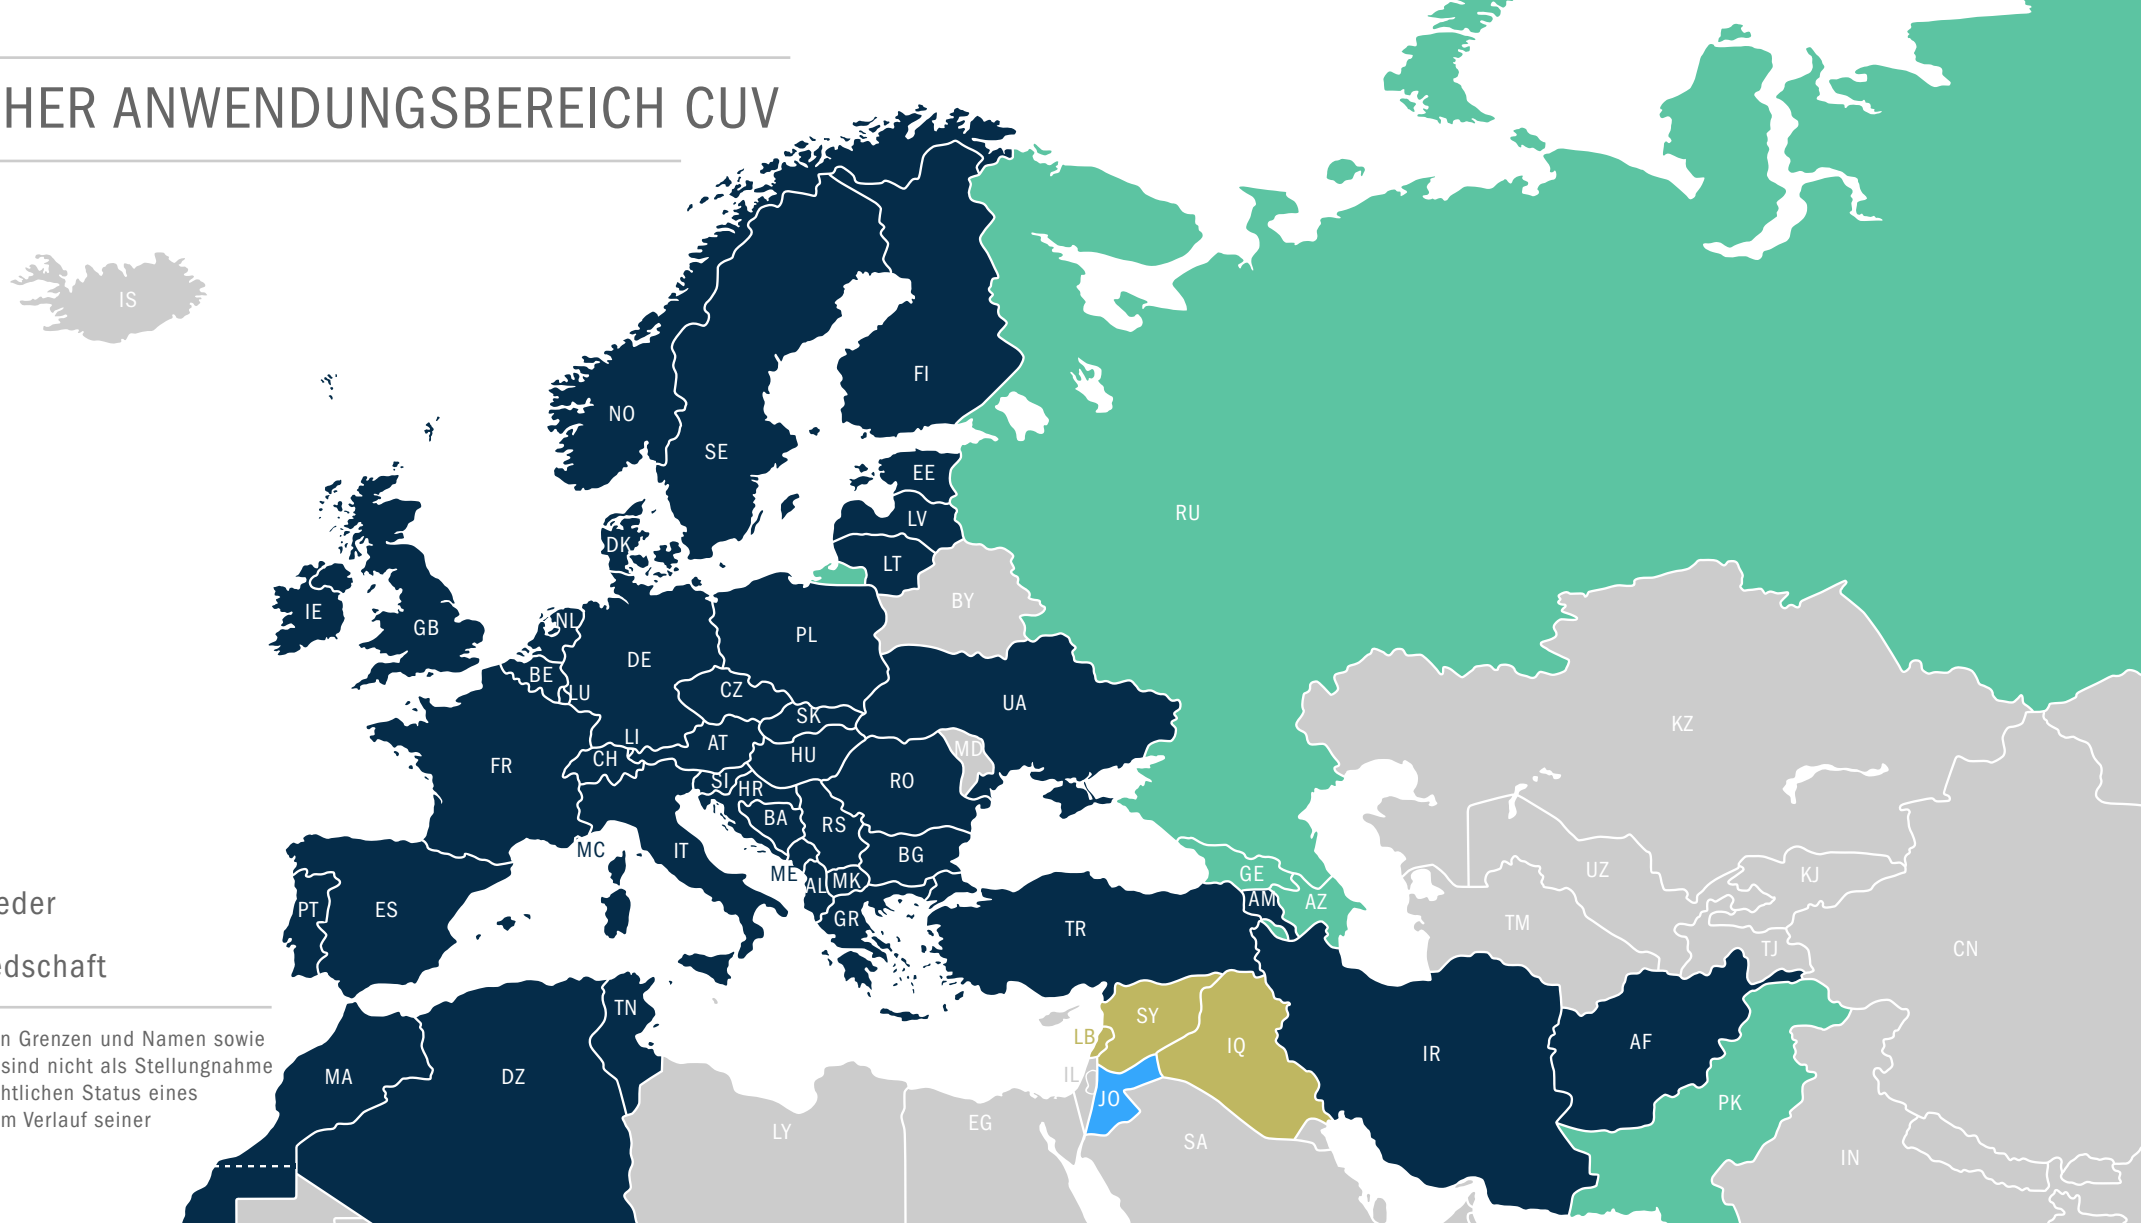 HER ANWENDUNGSBEREICH CUV
IS
FI
NO
SE
EE
LV
RU
DK
LT
BY
IE
GB
NL
PL
DE
BE
LU
CZ
UA
SK
KZ
LI
AT
MD
CH
HU
FR
RO
SI
HR
BA
RS
MC
IT
BG
ME
AL
MK
GE
AM
AZ
UZ
KJ
eder
PT
ES
GR
TR
TM
TJ
CN
edschaft
TN
SY
LB
IQ
IR
AF
n Grenzen und Namen sowie
sind nicht als Stellungnahme
htlichen Status eines
m Verlauf seiner
MA
DZ
IL
JO
PK
LY
EG
SA
IN